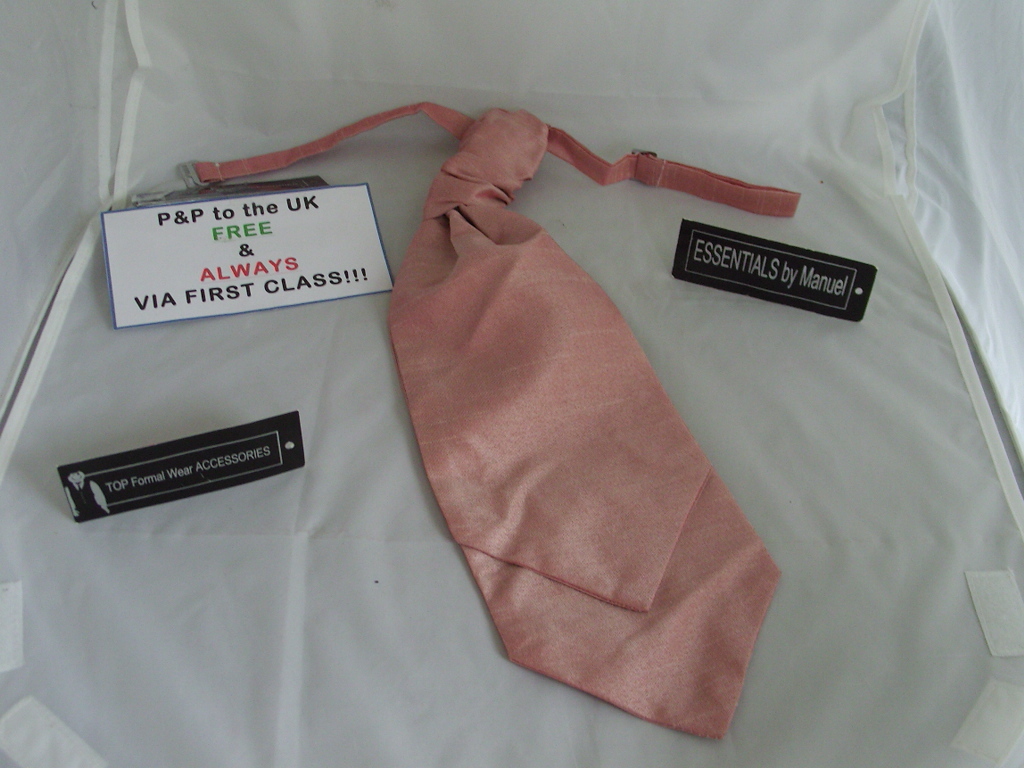 P&P to the UK
FREE
&
ALWAYS
VIA FIRST CLASS!!!
ESSENTIALS by Manuel
TOP Formal Wear ACCESSORIES